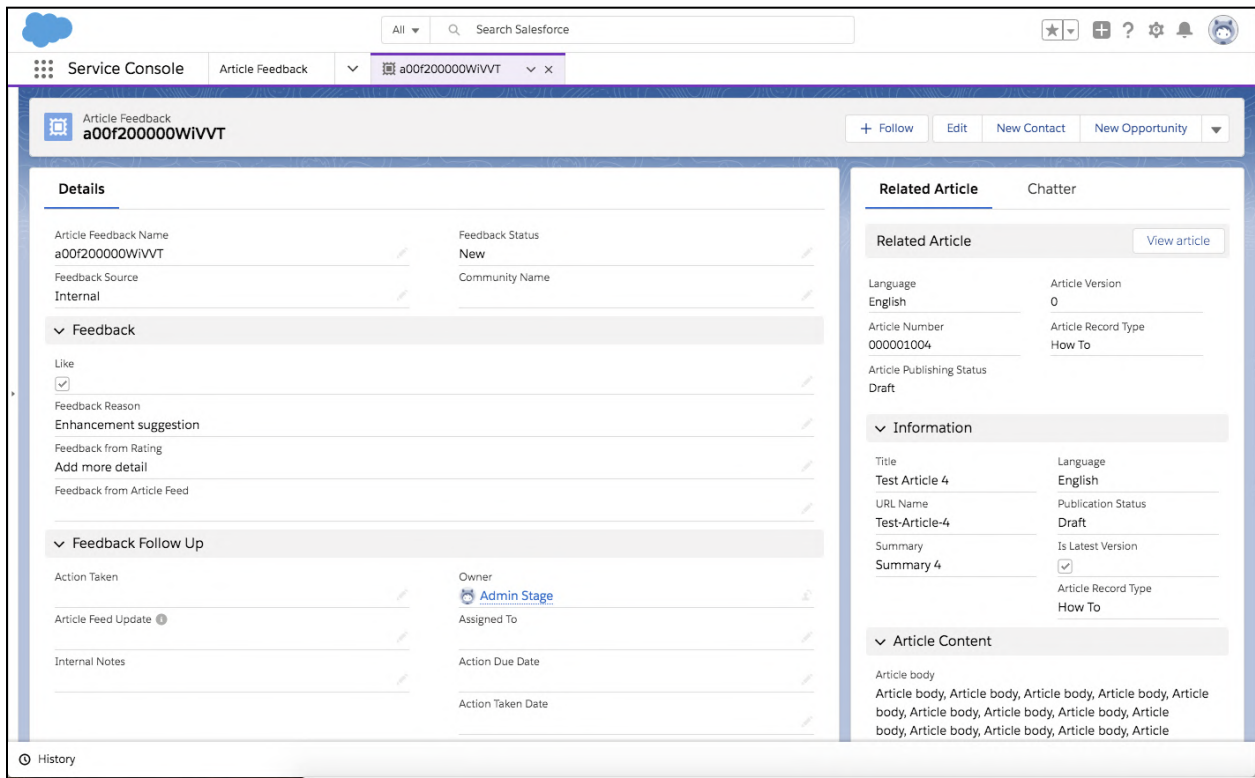 All
Search Salesforce
Service Console
Article Feedback
a00f200000WiVVT
Article Feedback
a00f200000WiVVT
+ Follow
Edit
New Contact
New Opportunity
Details
Article Feedback Name
a00f200000WiVVT
Feedback Status
New
Feedback Source
Internal
Community Name
Feedback
Like
Feedback Reason
Enhancement suggestion
Feedback from Rating
Add more detail
Feedback from Article Feed
Feedback Follow Up
Action Taken
Owner
Admin Stage
Article Feed Update
Assigned To
Internal Notes
Action Due Date
Action Taken Date
Related Article
Chatter
Related Article
View article
Language
English
Article Version
0
Article Number
000001004
Article Record Type
How To
Article Publishing Status
Draft
Information
Title
Test Article 4
Language
English
URL Name
Test-Article-4
Publication Status
Draft
Summary
Summary 4
Is Latest Version
Article Record Type
How To
Article Content
Article body
Article body, Article body, Article body, Article body, Article
body, Article body, Article body, Article body, Article
body, Article body, Article body, Article body, Article
History